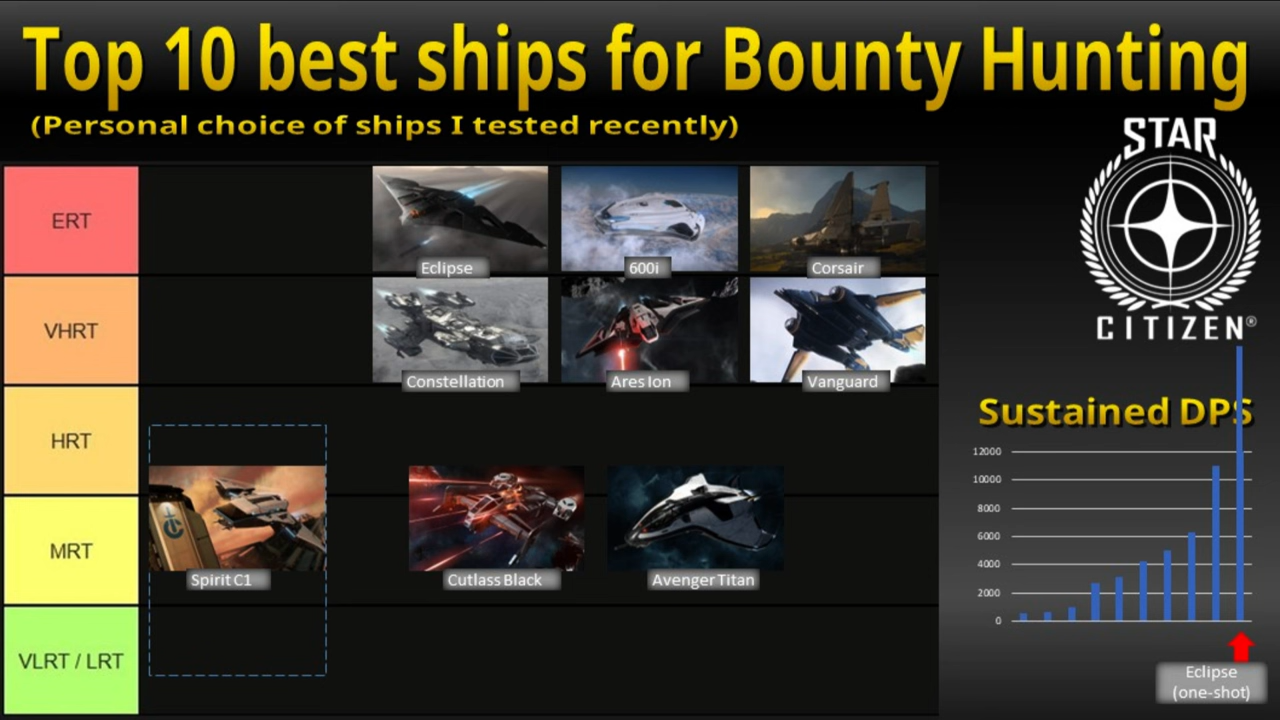 Top 10 best ships for Bounty Hunting
(Personal choice of ships I tested recently)
STAR
CITIZEN®
ERT
Eclipse
600i
Corsair
VHRT
Constellation
Ares Ion
Vanguard
HRT
MRT
Spirit C1
Cutlass Black
Avenger Titan
VLRT / LRT
Sustained DPS
12000
10000
8000
6000
4000
2000
0
Eclipse
(one-shot)